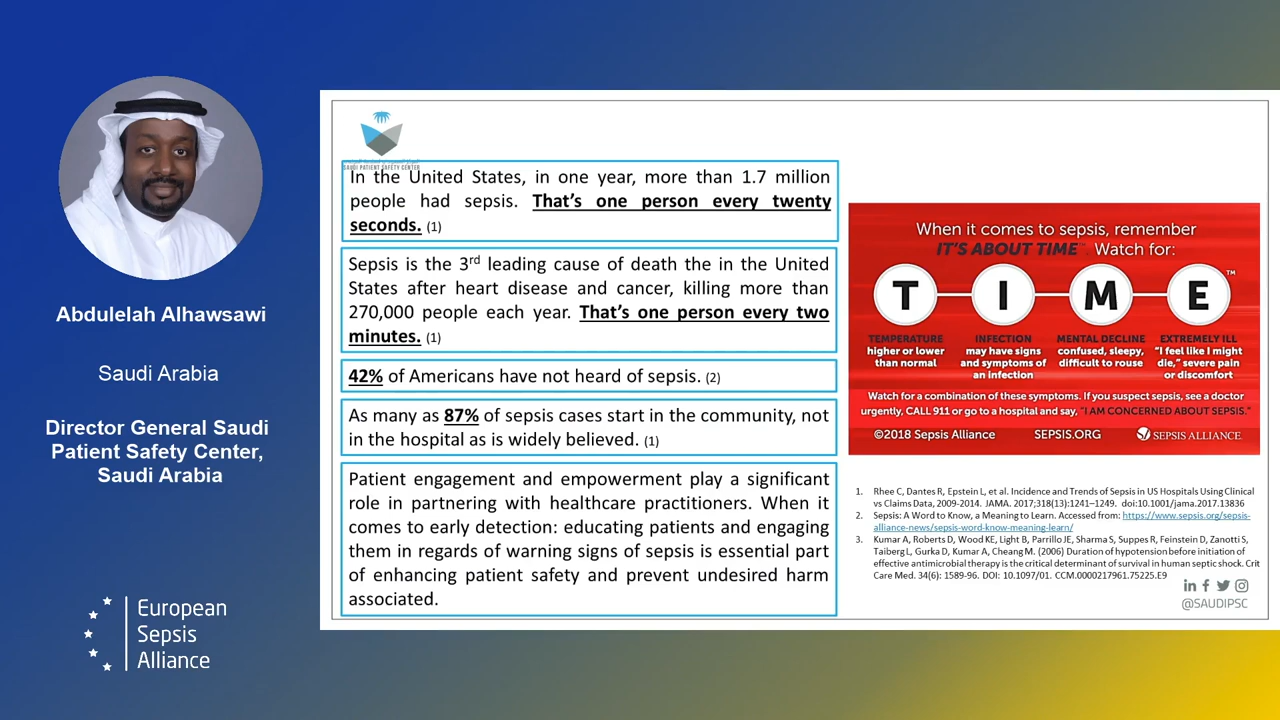 Abdulelah Alhawsawi
Saudi Arabia
Director General Saudi
Patient Safety Center,
Saudi Arabia
European
Sepsis
Alliance
SAUDI PATIENT SAFETY CENTER
In the United States, in one year, more than 1.7 million
people had sepsis. That's one person every twenty
seconds. (1)
Sepsis is the 3rd leading cause of death the in the United
States after heart disease and cancer, killing more than
270,000 people each year. That's one person every two
minutes. (1)
42% of Americans have not heard of sepsis. (2)
As many as 87% of sepsis cases start in the community, not
in the hospital as is widely believed. (1)
Patient engagement and empowerment play a significant
role in partnering with healthcare practitioners. When it
comes to early detection: educating patients and engaging
them in regards of warning signs of sepsis is essential part
of enhancing patient safety and prevent undesired harm
associated.
When it comes to sepsis, remember
IT'S ABOUT TIME™. Watch for:
T I M E ™
TEMPERATURE
higher or lower
than normal
INFECTION
may have signs
and symptoms of
an infection
MENTAL DECLINE
confused, sleepy,
difficult to rouse
EXTREMELY ILL
"I feel like I might
die," severe pain
or discomfort
Watch for a combination of these symptoms. If you suspect sepsis, see a doctor
urgently, CALL 911 or go to a hospital and say, "I AM CONCERNED ABOUT SEPSIS."
©2018 Sepsis Alliance SEPSIS.ORG SEPSIS ALLIANCE
1. Rhee C, Dantes R, Epstein L, et al. Incidence and Trends of Sepsis in US Hospitals Using Clinical
vs Claims Data, 2009-2014. JAMA. 2017;318(13):1241–1249. doi:10.1001/jama.2017.13836
2. Sepsis: A Word to Know, a Meaning to Learn. Accessed from: https://www.sepsis.org/sepsis-
alliance-news/sepsis-word-know-meaning-learn/
3. Kumar A, Roberts D, Wood KE, Light B, Parrillo JE, Sharma S, Suppes R, Feinstein D, Zanotti S,
Taiberg L, Gurka D, Kumar A, Cheang M. (2006) Duration of hypotension before initiation of
effective antimicrobial therapy is the critical determinant of survival in human septic shock. Crit
Care Med. 34(6): 1589-96. DOI: 10.1097/01. CCM.0000217961.75225.E9
@SAUDIPSC